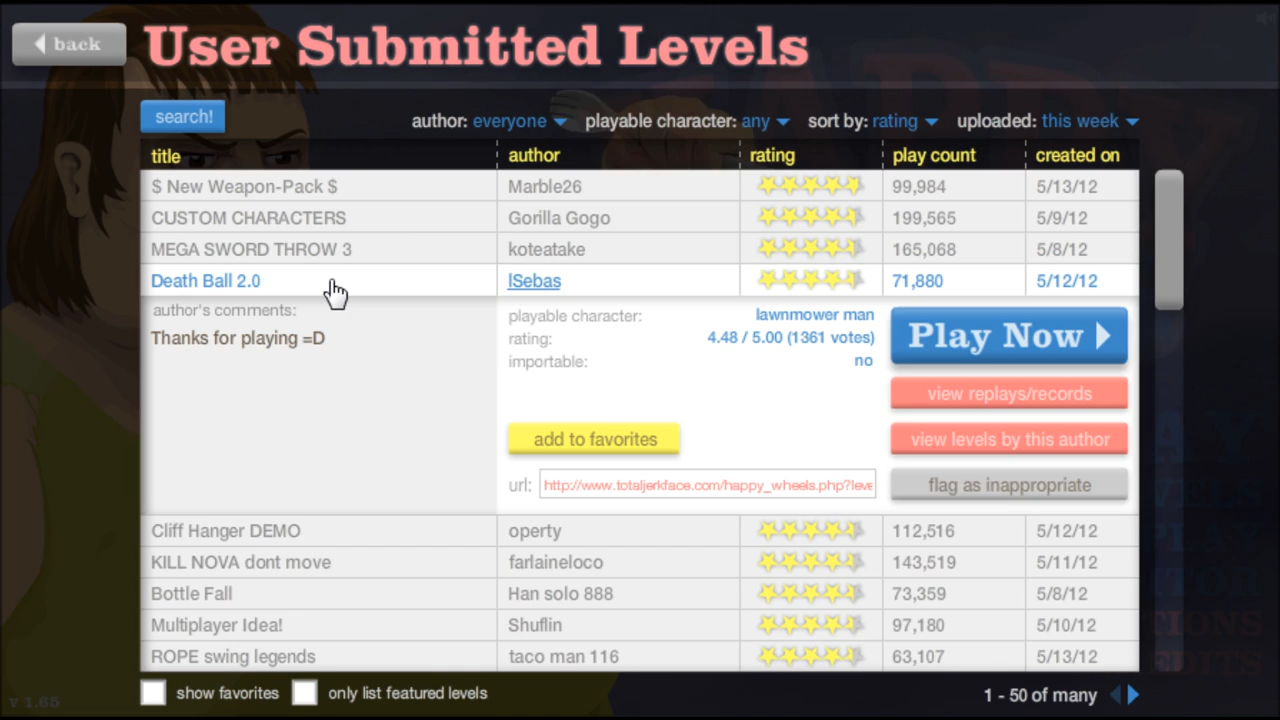 back
User Submitted Levels
search!
author: everyone playable character: any sort by: rating uploaded: this week
title author rating play count created on
$ New Weapon-Pack $ Marble26 99,984 5/13/12
CUSTOM CHARACTERS Gorilla Gogo 199,565 5/9/12
MEGA SWORD THROW 3 koteatake 165,068 5/8/12
Death Ball 2.0 lSebas 71,880 5/12/12
author's comments:
Thanks for playing =D
playable character: lawnmower man
rating: 4.48 / 5.00 (1361 votes)
importable: no
add to favorites
url: http://www.totaljerkface.com/happy_wheels.php?leve
Play Now
view replays/records
view levels by this author
flag as inappropriate
Cliff Hanger DEMO operty 112,516 5/12/12
KILL NOVA dont move farlaineloco 143,519 5/11/12
Bottle Fall Han solo 888 73,359 5/8/12
Multiplayer Idea! Shuflin 97,180 5/10/12
ROPE swing legends taco man 116 63,107 5/13/12
show favorites only list featured levels
1 - 50 of many
v 1.65